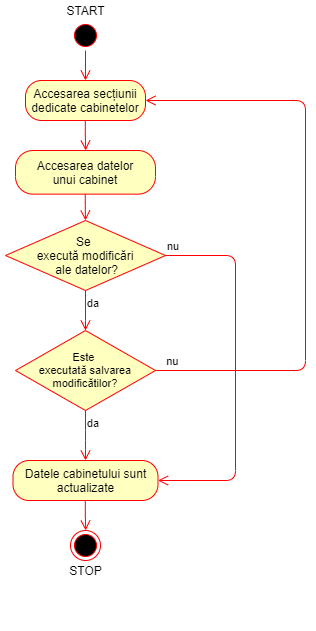 START
Accesarea secțiunii
dedicate cabinetelor
Accesarea datelor
unui cabinet
Se
execută modificări
ale datelor?
nu
da
Este
executată salvarea
modificătilor?
nu
da
Datele cabinetului sunt
actualizate
STOP